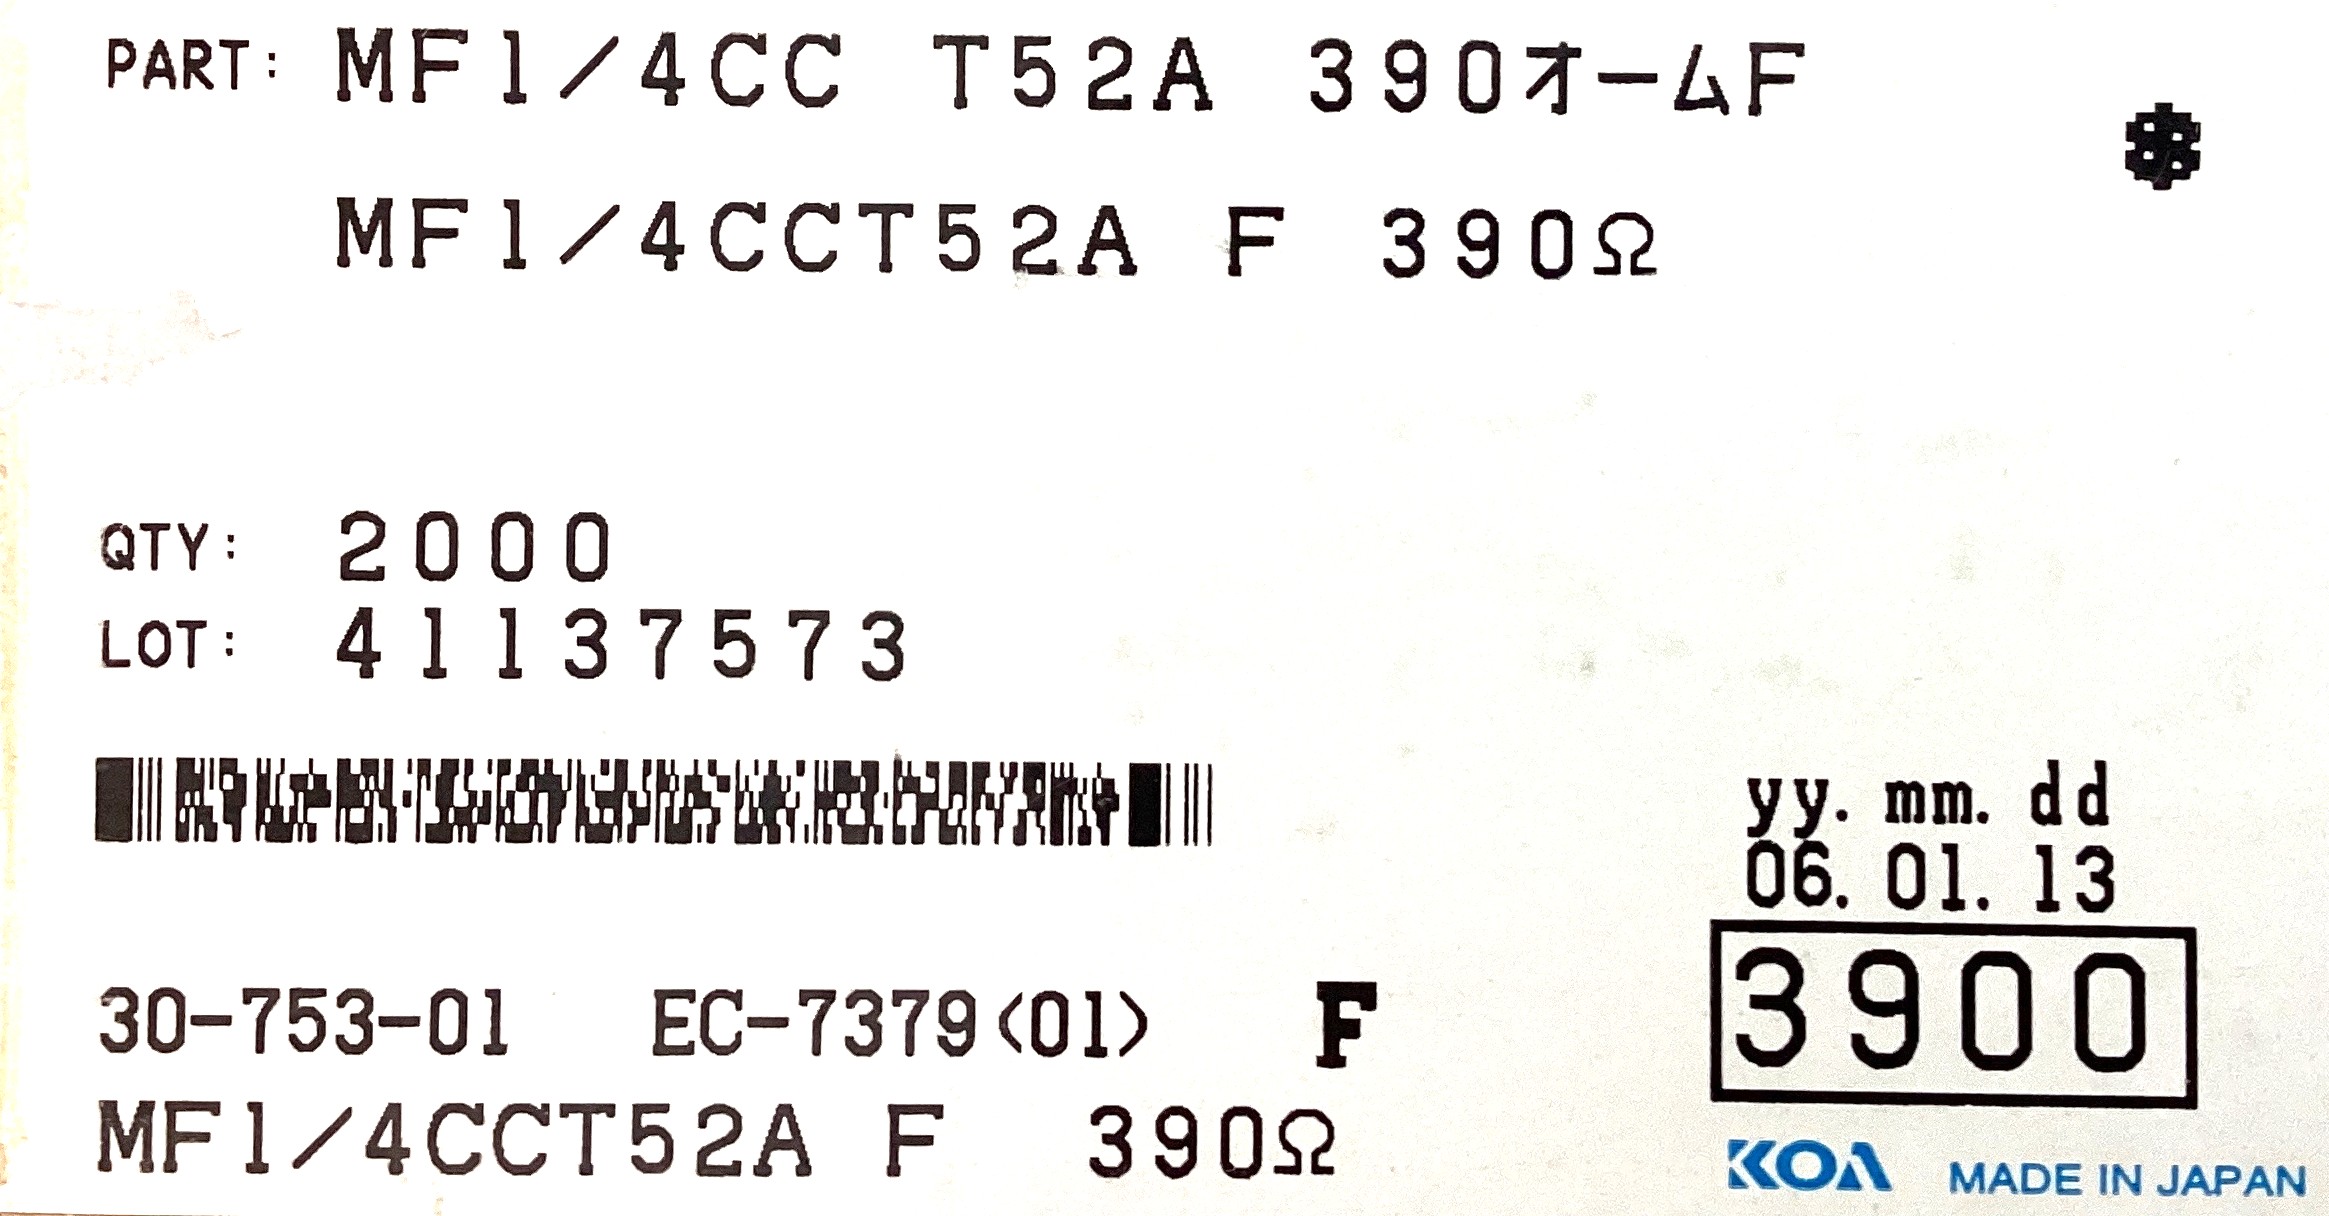 PART: MF1/4CC T52A 390オームF
*
MF1/4CCT52A F 390Ω
QTY: 2000
LOT: 41137573
yy. mm. dd
06. 01. 13
3900
30-753-01 EC-7379<01> F
MF1/4CCT52A F 390Ω
KOA MADE IN JAPAN